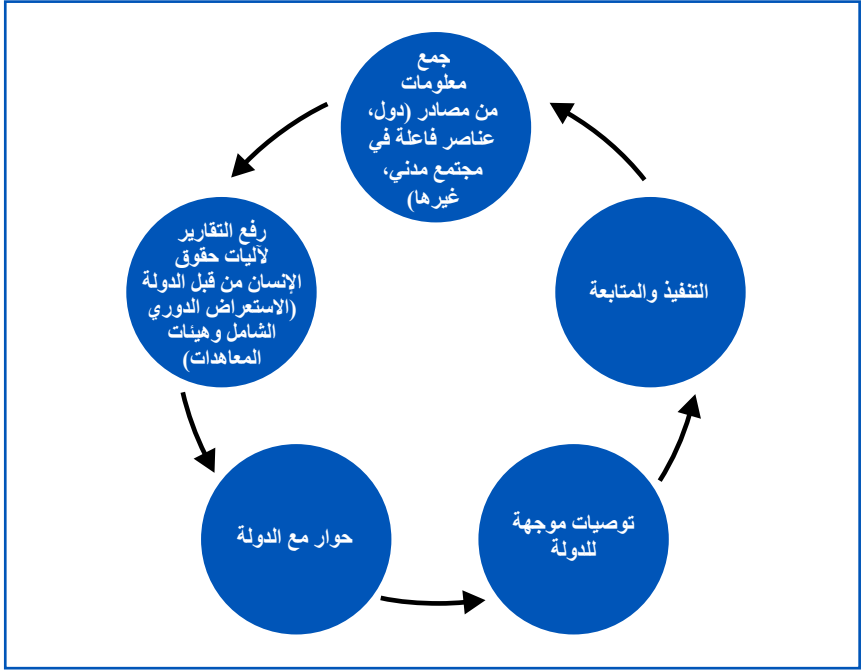 جمع
معلومات
من مصادر (دول،
عناصر فاعلة في
مجتمع مدني،
غيرها)
رفع التقارير
لآليات حقوق
الإنسان من قبل الدولة
(الاستعراض الدوري
الشامل وهيئات
المعاهدات)
حوار مع الدولة
توصيات موجهة
للدولة
التنفيذ والمتابعة